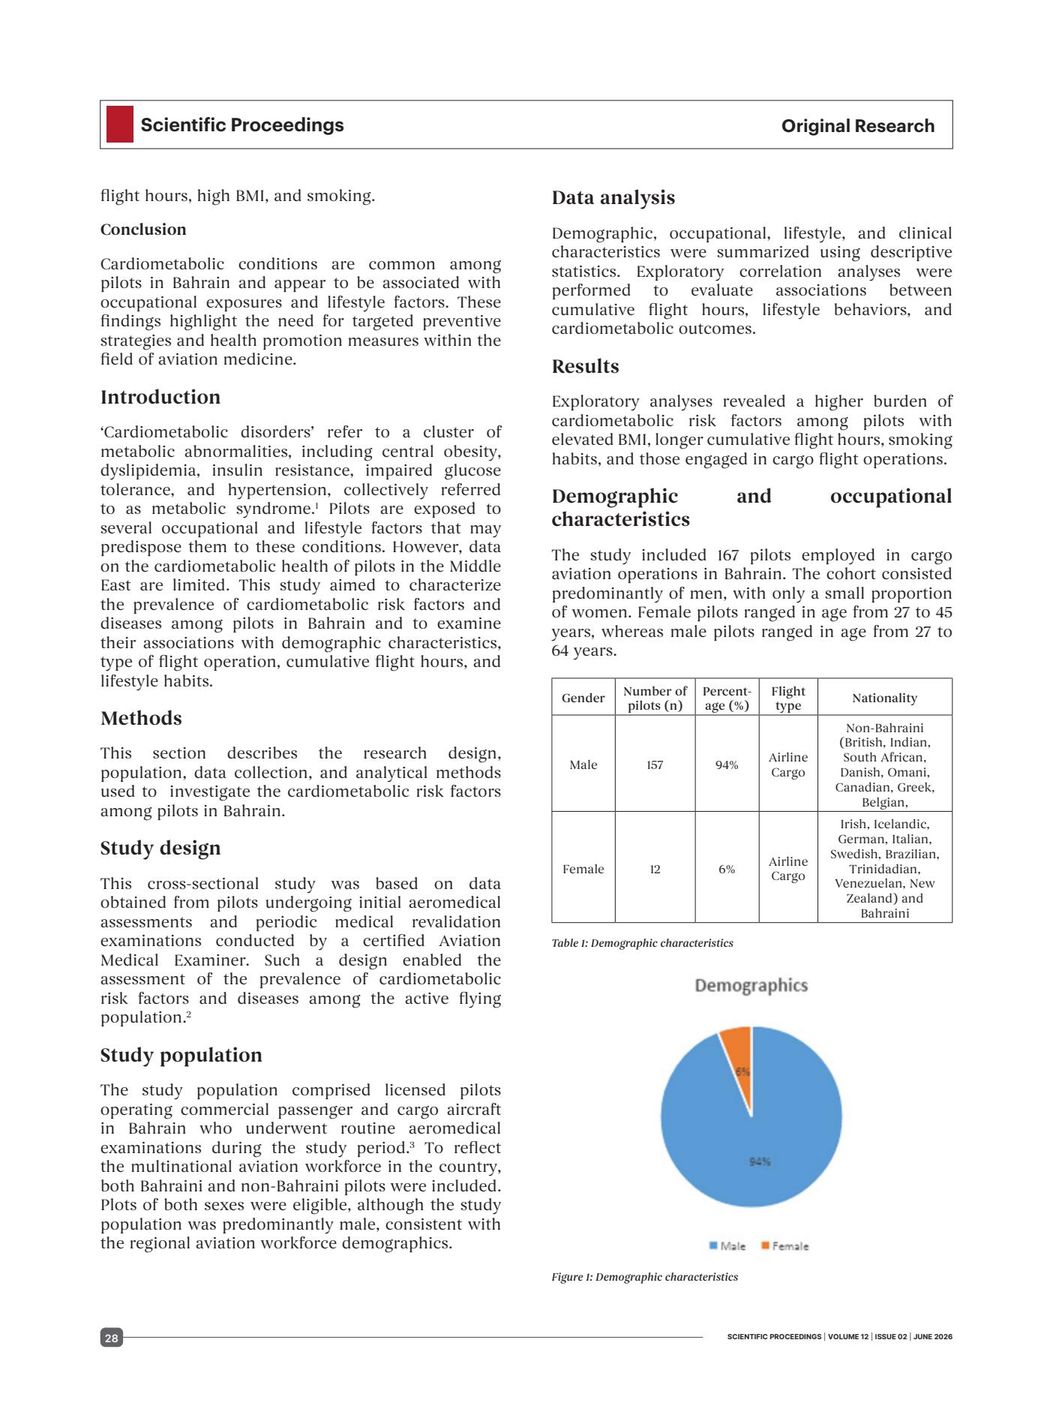 Scientific Proceedings
Original Research
flight hours, high BMI, and smoking.
Conclusion
Cardiometabolic conditions are common among
pilots in Bahrain and appear to be associated with
occupational exposures and lifestyle factors. These
findings highlight the need for targeted preventive
strategies and health promotion measures within the
field of aviation medicine.
Introduction
‘Cardiometabolic disorders’ refer to a cluster of
metabolic abnormalities, including central obesity,
dyslipidemia, insulin resistance, impaired glucose
tolerance, and hypertension, collectively referred
to as metabolic syndrome.¹ Pilots are exposed to
several occupational and lifestyle factors that may
predispose them to these conditions. However, data
on the cardiometabolic health of pilots in the Middle
East are limited. This study aimed to characterize
the prevalence of cardiometabolic risk factors and
diseases among pilots in Bahrain and to examine
their associations with demographic characteristics,
type of flight operation, cumulative flight hours, and
lifestyle habits.
Methods
This section describes the research design,
population, data collection, and analytical methods
used to investigate the cardiometabolic risk factors
among pilots in Bahrain.
Study design
This cross-sectional study was based on data
obtained from pilots undergoing initial aeromedical
assessments and periodic medical revalidation
examinations conducted by a certified Aviation
Medical Examiner. Such a design enabled the
assessment of the prevalence of cardiometabolic
risk factors and diseases among the active flying
population.²
Study population
The study population comprised licensed pilots
operating commercial passenger and cargo aircraft
in Bahrain who underwent routine aeromedical
examinations during the study period.³ To reflect
the multinational aviation workforce in the country,
both Bahraini and non-Bahraini pilots were included.
Plots of both sexes were eligible, although the study
population was predominantly male, consistent with
the regional aviation workforce demographics.
Data analysis
Demographic, occupational, lifestyle, and clinical
characteristics were summarized using descriptive
statistics. Exploratory correlation analyses were
performed to evaluate associations between
cumulative flight hours, lifestyle behaviors, and
cardiometabolic outcomes.
Results
Exploratory analyses revealed a higher burden of
cardiometabolic risk factors among pilots with
elevated BMI, longer cumulative flight hours, smoking
habits, and those engaged in cargo flight operations.
Demographic and occupational
characteristics
The study included 167 pilots employed in cargo
aviation operations in Bahrain. The cohort consisted
predominantly of men, with only a small proportion
of women. Female pilots ranged in age from 27 to 45
years, whereas male pilots ranged in age from 27 to
64 years.
Gender
Number of
pilots (n)
Percent-
age (%)
Flight
type
Nationality
Male
157
94%
Airline
Cargo
Non-Bahraini
(British, Indian,
South African,
Danish, Omani,
Canadian, Greek,
Belgian,
Female
12
6%
Airline
Cargo
Irish, Icelandic,
German, Italian,
Swedish, Brazilian,
Trinidadian,
Venezuelan, New
Zealand) and
Bahraini
Table 1: Demographic characteristics
Demographics
6%
94%
Male Female
Figure 1: Demographic characteristics
28
SCIENTIFIC PROCEEDINGS | VOLUME 12 | ISSUE 02 | JUNE 2026